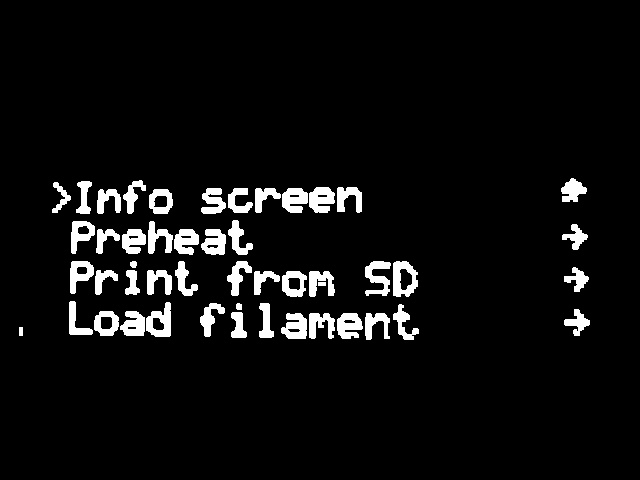 >Info screen ↑
Preheat →
Print from SD →
Load filament →